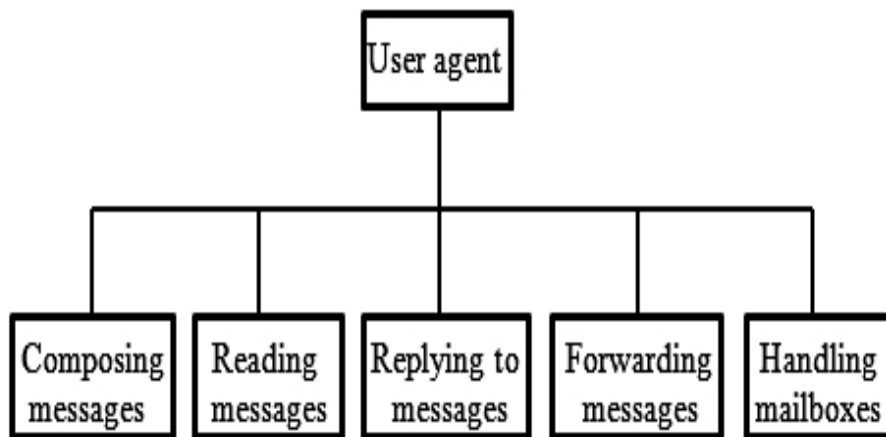 User agent
Composing
messages
Reading
messages
Replying to
messages
Forwarding
messages
Handling
mailboxes